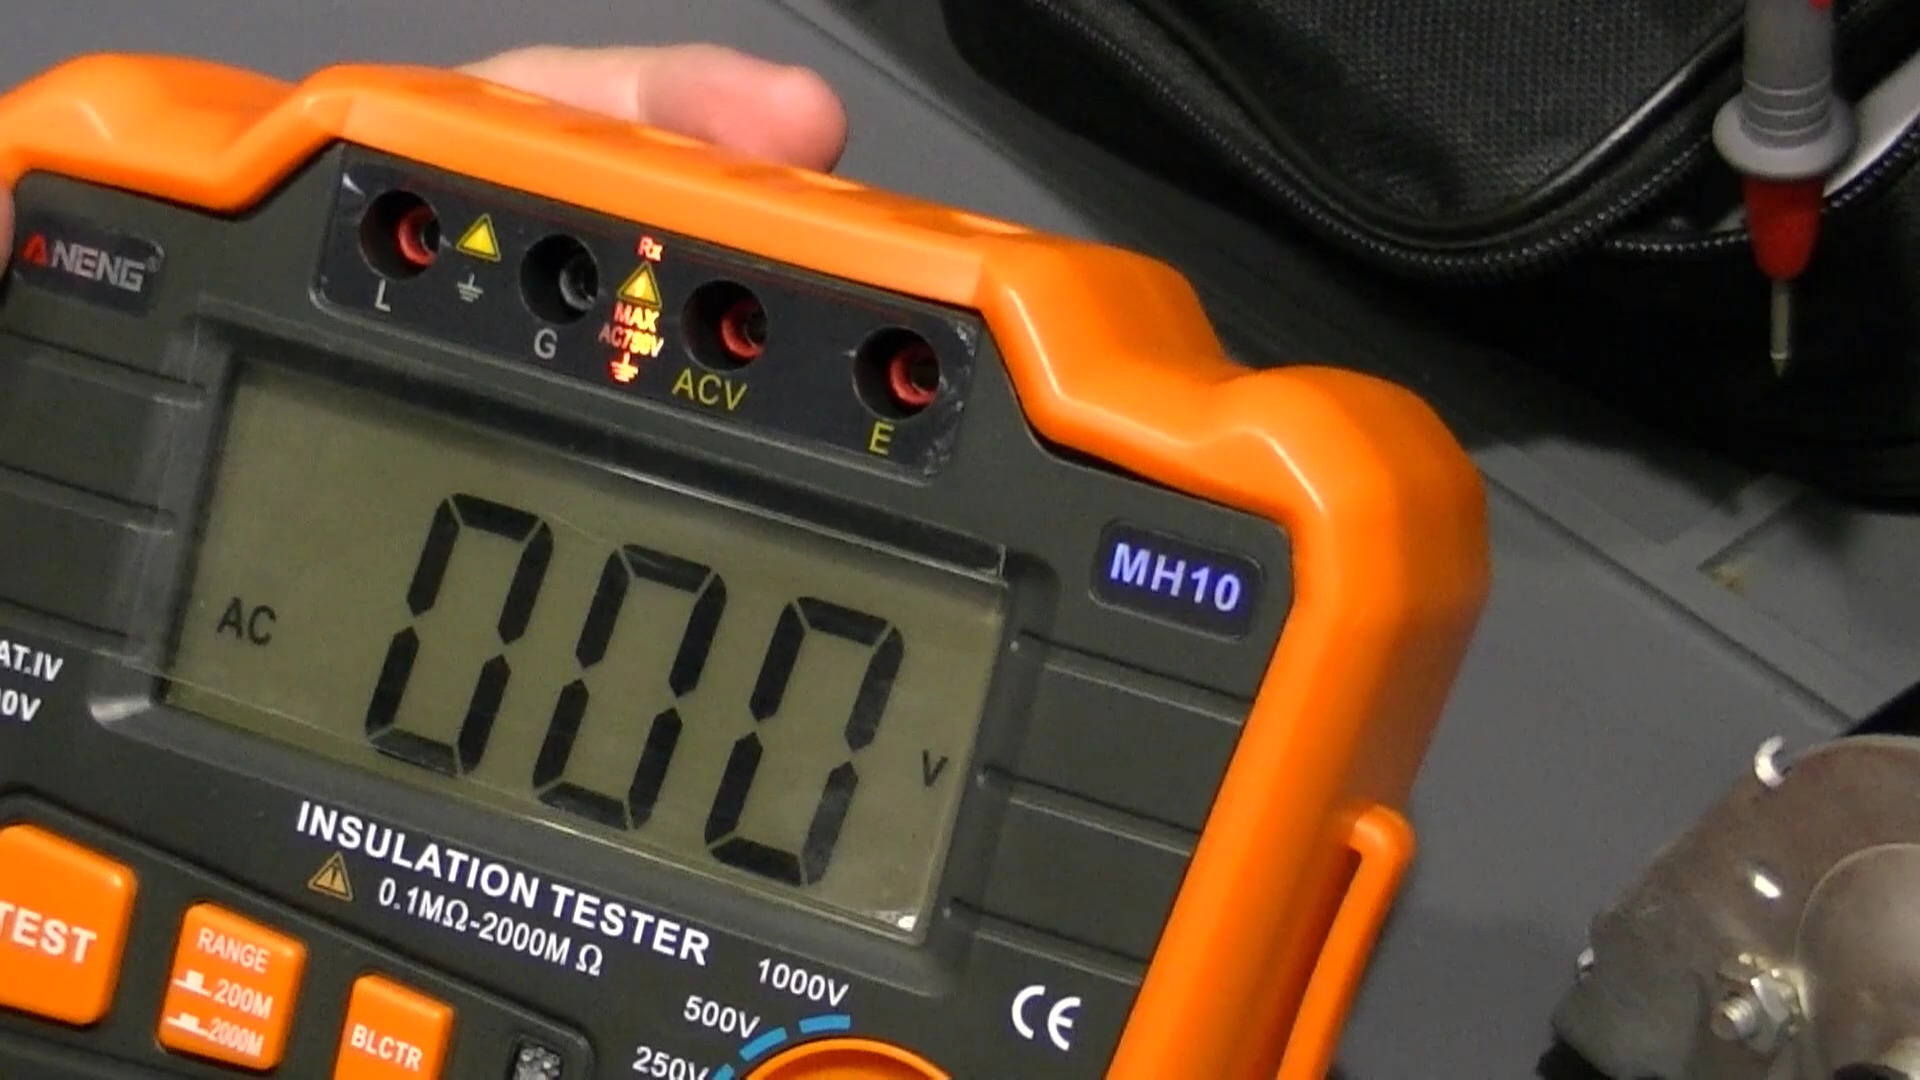 ANENG®
L
G
Rx
MAX
AC750V
ACV
E
MH10
AC
000
V
AT.IV
0V
INSULATION TESTER
0.1MΩ-2000M Ω
TEST
RANGE
200M
2000M
BLCTR
1000V
500V
250V
CE